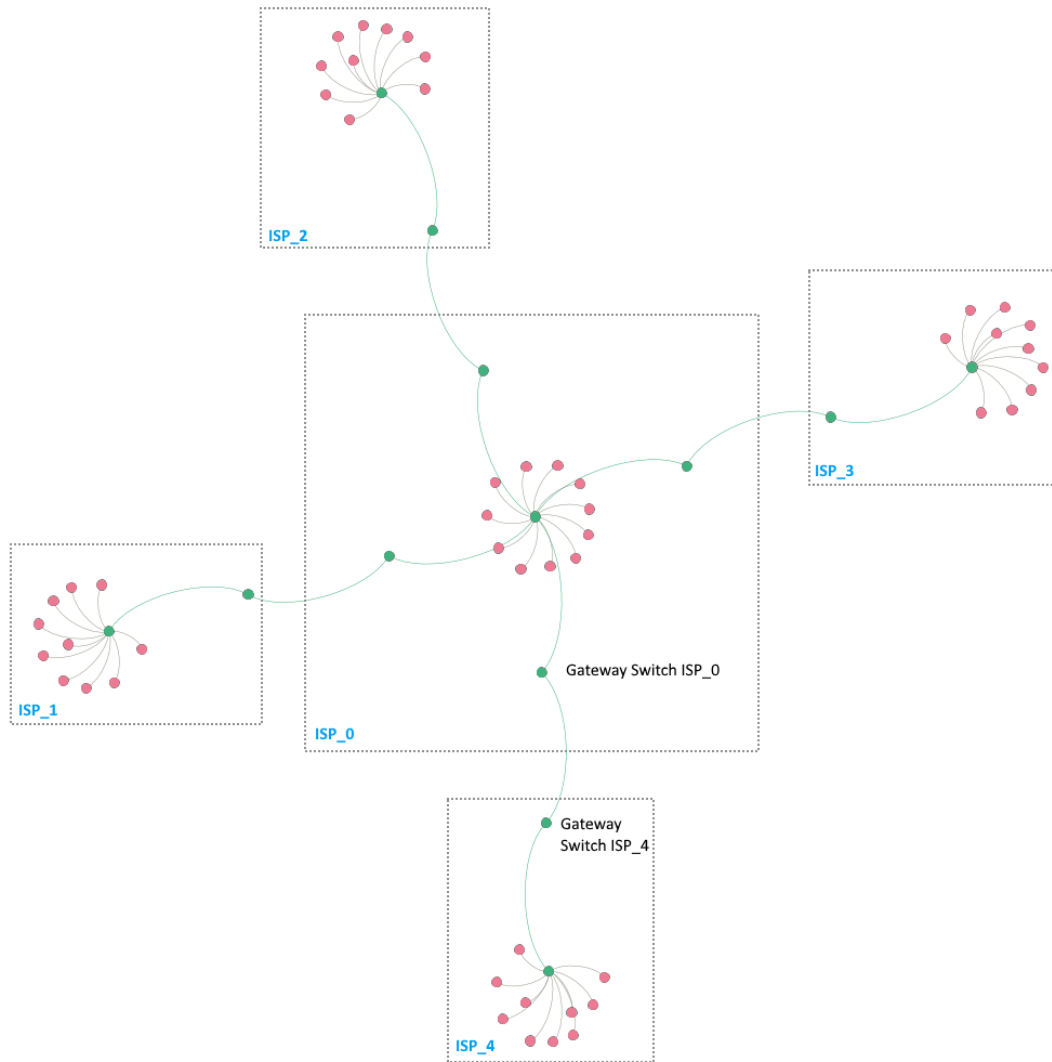 ISP_2
ISP_3
Gateway Switch ISP_0
ISP_1
ISP_0
Gateway
Switch ISP_4
ISP_4